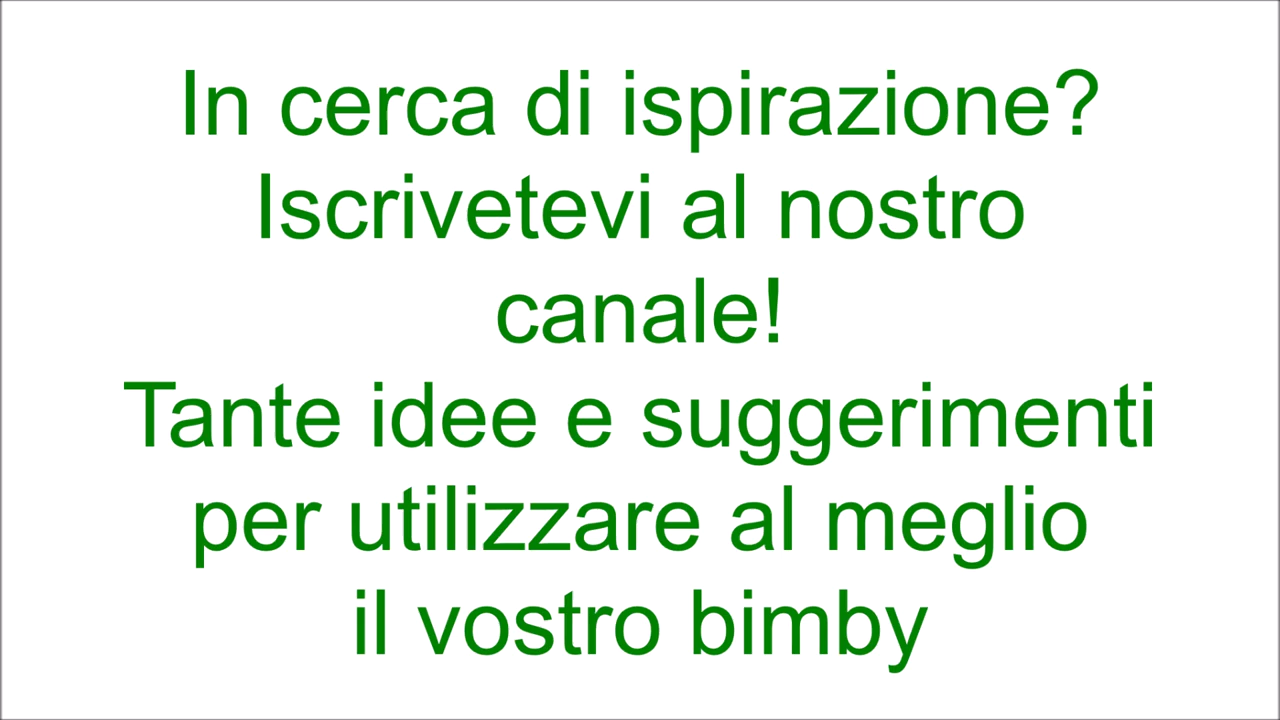 In cerca di ispirazione?
Iscrivetevi al nostro
canale!
Tante idee e suggerimenti
per utilizzare al meglio
il vostro bimby